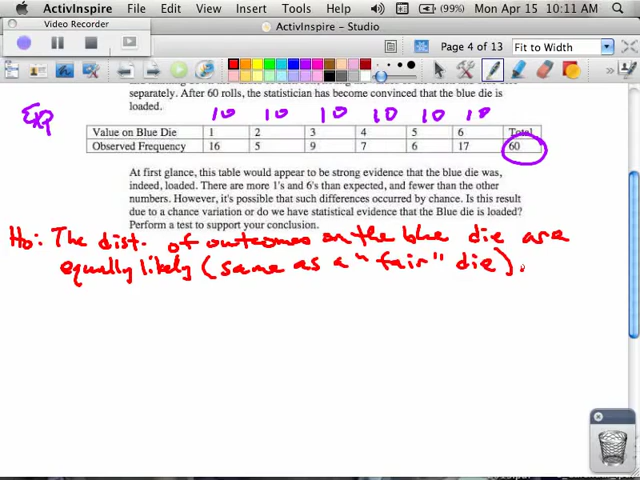 ActivInspire File Edit View Insert Tools Help (99%) Mon Apr 15 10:11 AM
Video Recorder
ActivInspire - Studio
Page 4 of 13 Fit to Width
separately. After 60 rolls, the statistician has become convinced that the blue die is
loaded.
Exp 10 10 10 10 10 10
Value on Blue Die 1 2 3 4 5 6 Total
Observed Frequency 16 5 9 7 6 17 60
At first glance, this table would appear to be strong evidence that the blue die was,
indeed, loaded. There are more 1's and 6's than expected, and fewer than the other
numbers. However, it's possible that such differences occurred by chance. Is this result
due to a chance variation or do we have statistical evidence that the Blue die is loaded?
Perform a test to support your conclusion.
Ho: The dist. of outcomes on the blue die are
equally likely (same as a "fair" die).